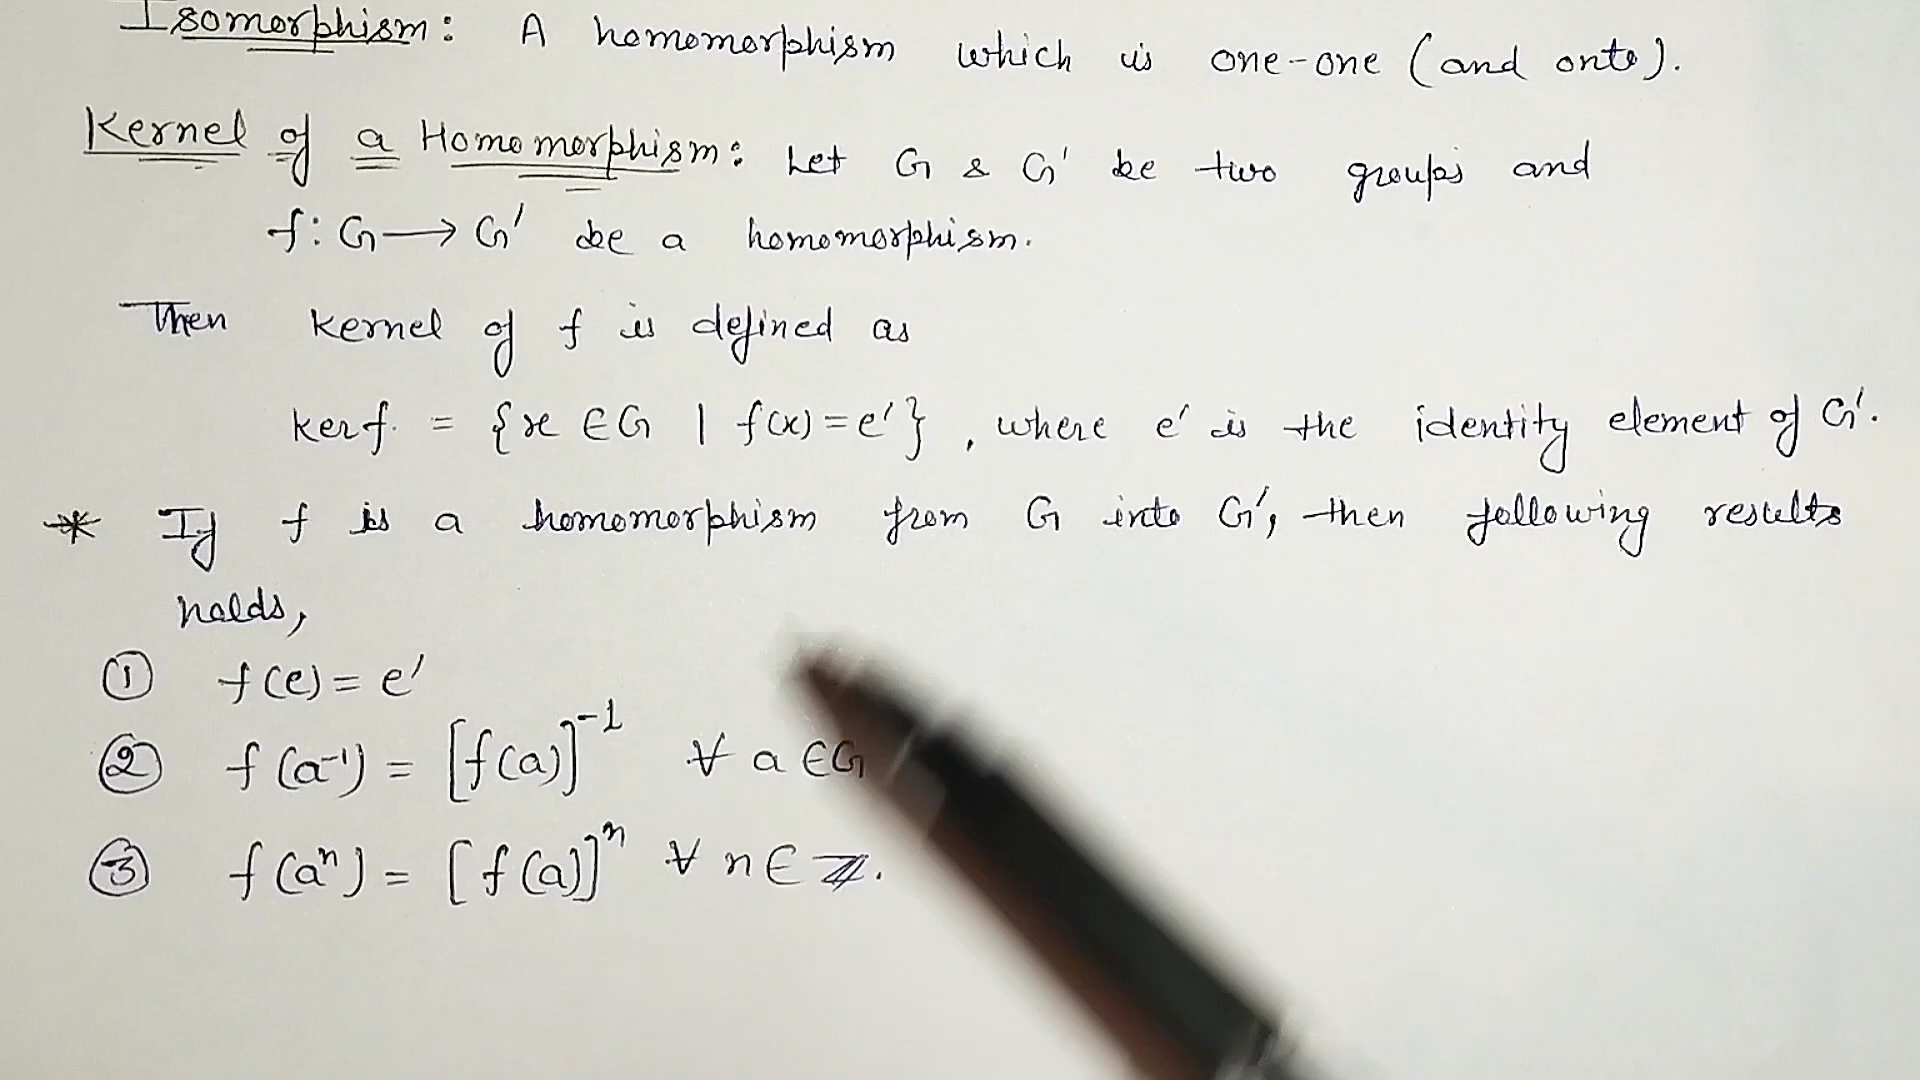 Isomorphism: A homomorphism which is one-one (and onto).
Kernel of a Homomorphism: Let G & G' be two groups and
f: G → G' be a homomorphism.
Then kernel of f is defined as
ker f. = {x ∈ G | f(x) = e'}, where e' is the identity element of G'.
* If f is a homomorphism from G into G', then following results
holds,
① f(e) = e'
② f(a⁻¹) = [f(a)]⁻¹ ∀ a ∈ G
③ f(aⁿ) = [f(a)]ⁿ ∀ n ∈ ℤ.